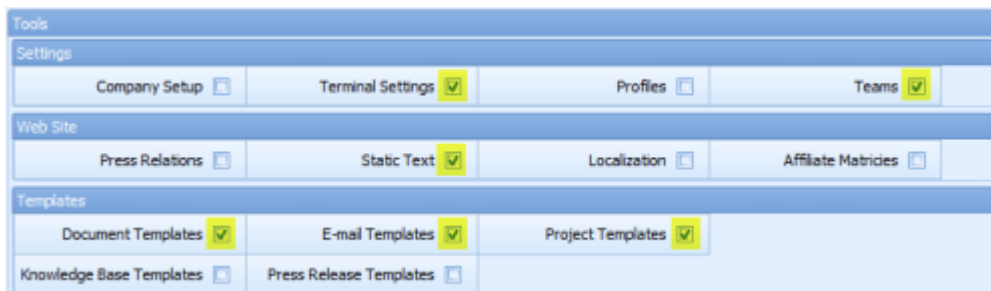 Tools
Settings
Company Setup Terminal Settings Profiles Teams
Web Site
Press Relations Static Text Localization Affiliate Matricies
Templates
Document Templates E-mail Templates Project Templates
Knowledge Base Templates Press Release Templates